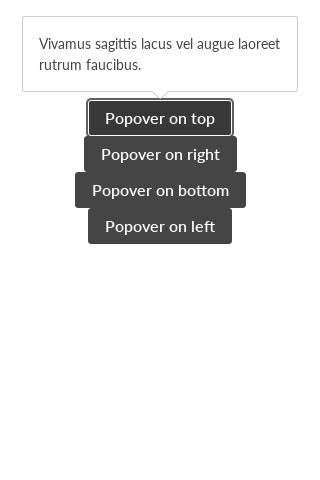 Vivamus sagittis lacus vel augue laoreet
rutrum faucibus.
Popover on top
Popover on right
Popover on bottom
Popover on left